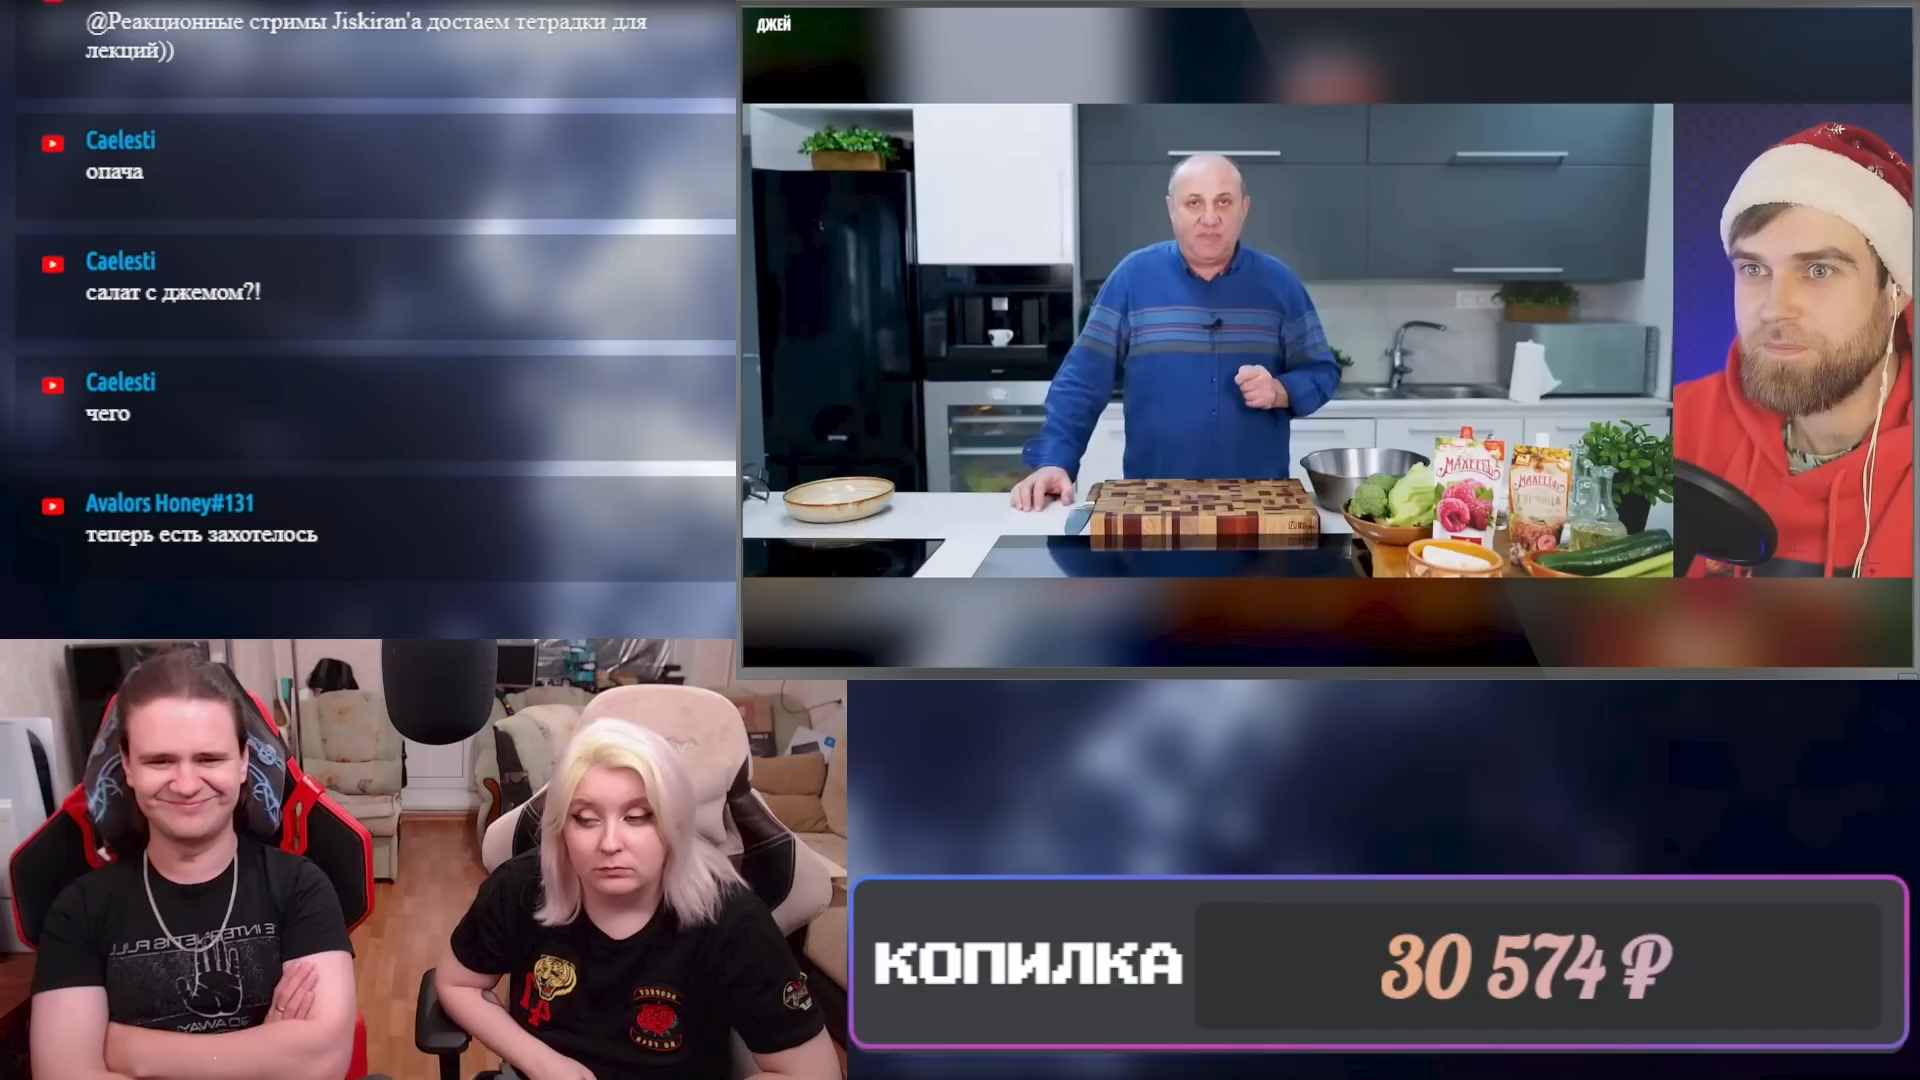 @Реакционные стримы Jiskiran'а достаем тетрадки для
лекций))
Caelesti
опача
Caelesti
салат с джемом?!
Caelesti
чего
Avalors Honey#131
теперь есть захотелось
ДЖЕЙ
МАХЕЕВЪ
МАХЕЕВЪ
ГОРЧИЦА
КОПИЛКА
30 574 ₽